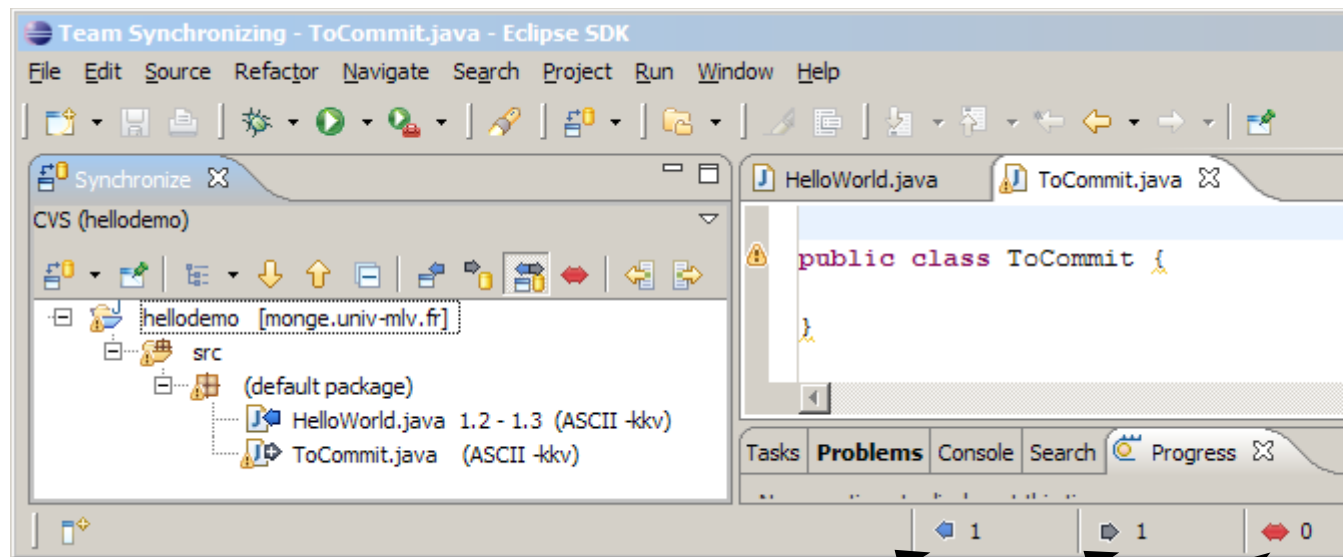 Team Synchronizing - ToCommit.java - Eclipse SDK
File Edit Source Refactor Navigate Search Project Run Window Help
Synchronize
HelloWorld.java ToCommit.java
CVS (hellodemo)
public class ToCommit {
}
hellodemo [monge.univ-mlv.fr]
src
(default package)
HelloWorld.java 1.2 - 1.3 (ASCII -kkv)
ToCommit.java (ASCII -kkv)
Tasks Problems Console Search Progress
1 1 0